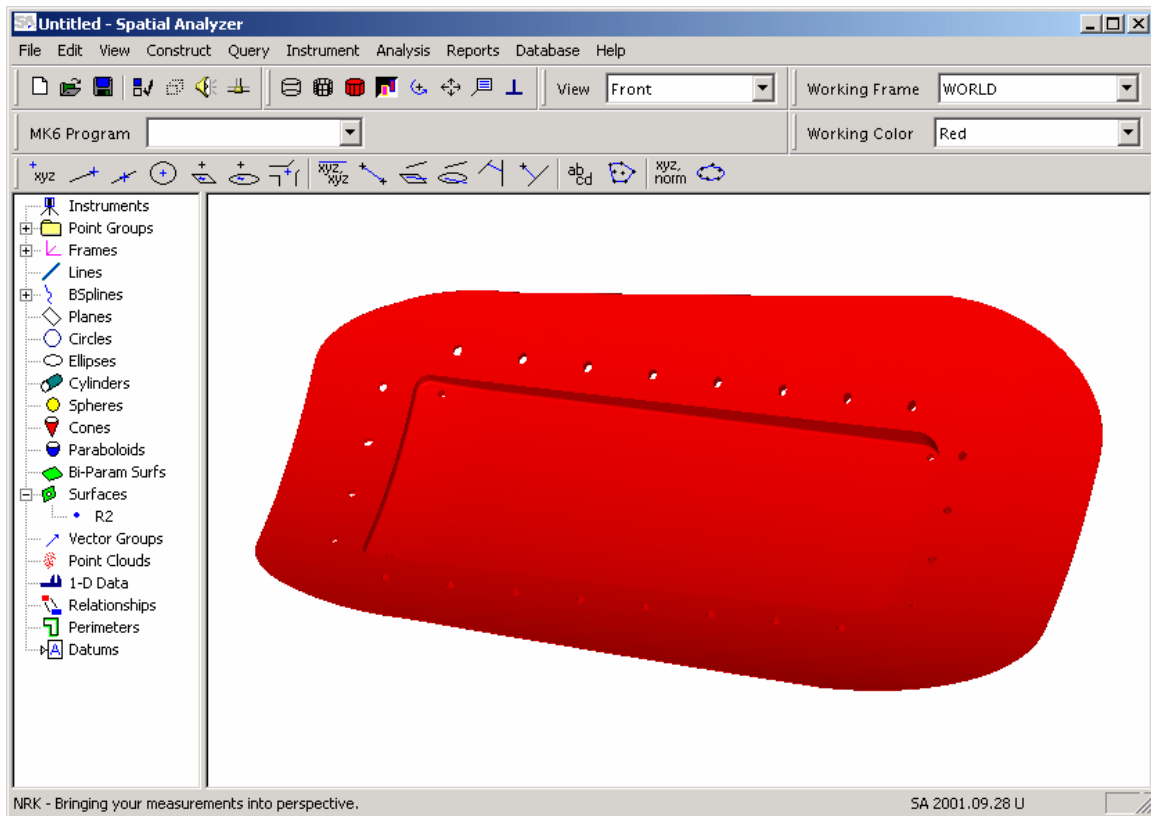 SA Untitled - Spatial Analyzer
File Edit View Construct Query Instrument Analysis Reports Database Help
View Front Working Frame WORLD
MK6 Program Working Color Red
xyz xyz, xyz ab cd xyz, norm
Instruments
Point Groups
Frames
Lines
BSplines
Planes
Circles
Ellipses
Cylinders
Spheres
Cones
Paraboloids
Bi-Param Surfs
Surfaces
R2
Vector Groups
Point Clouds
1-D Data
Relationships
Perimeters
A Datums
NRK - Bringing your measurements into perspective. SA 2001.09.28 U